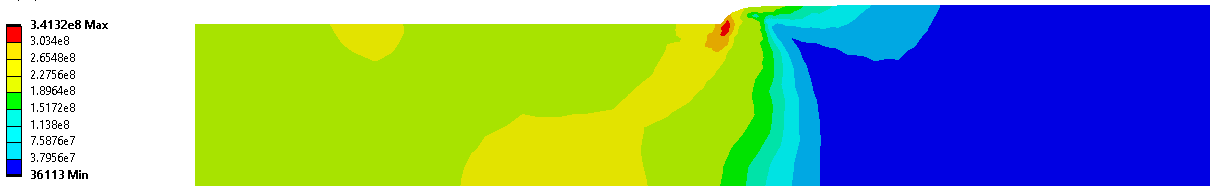 3.4132e8 Max
3.034e8
2.6548e8
2.2756e8
1.8964e8
1.5172e8
1.138e8
7.5876e7
3.7956e7
36113 Min